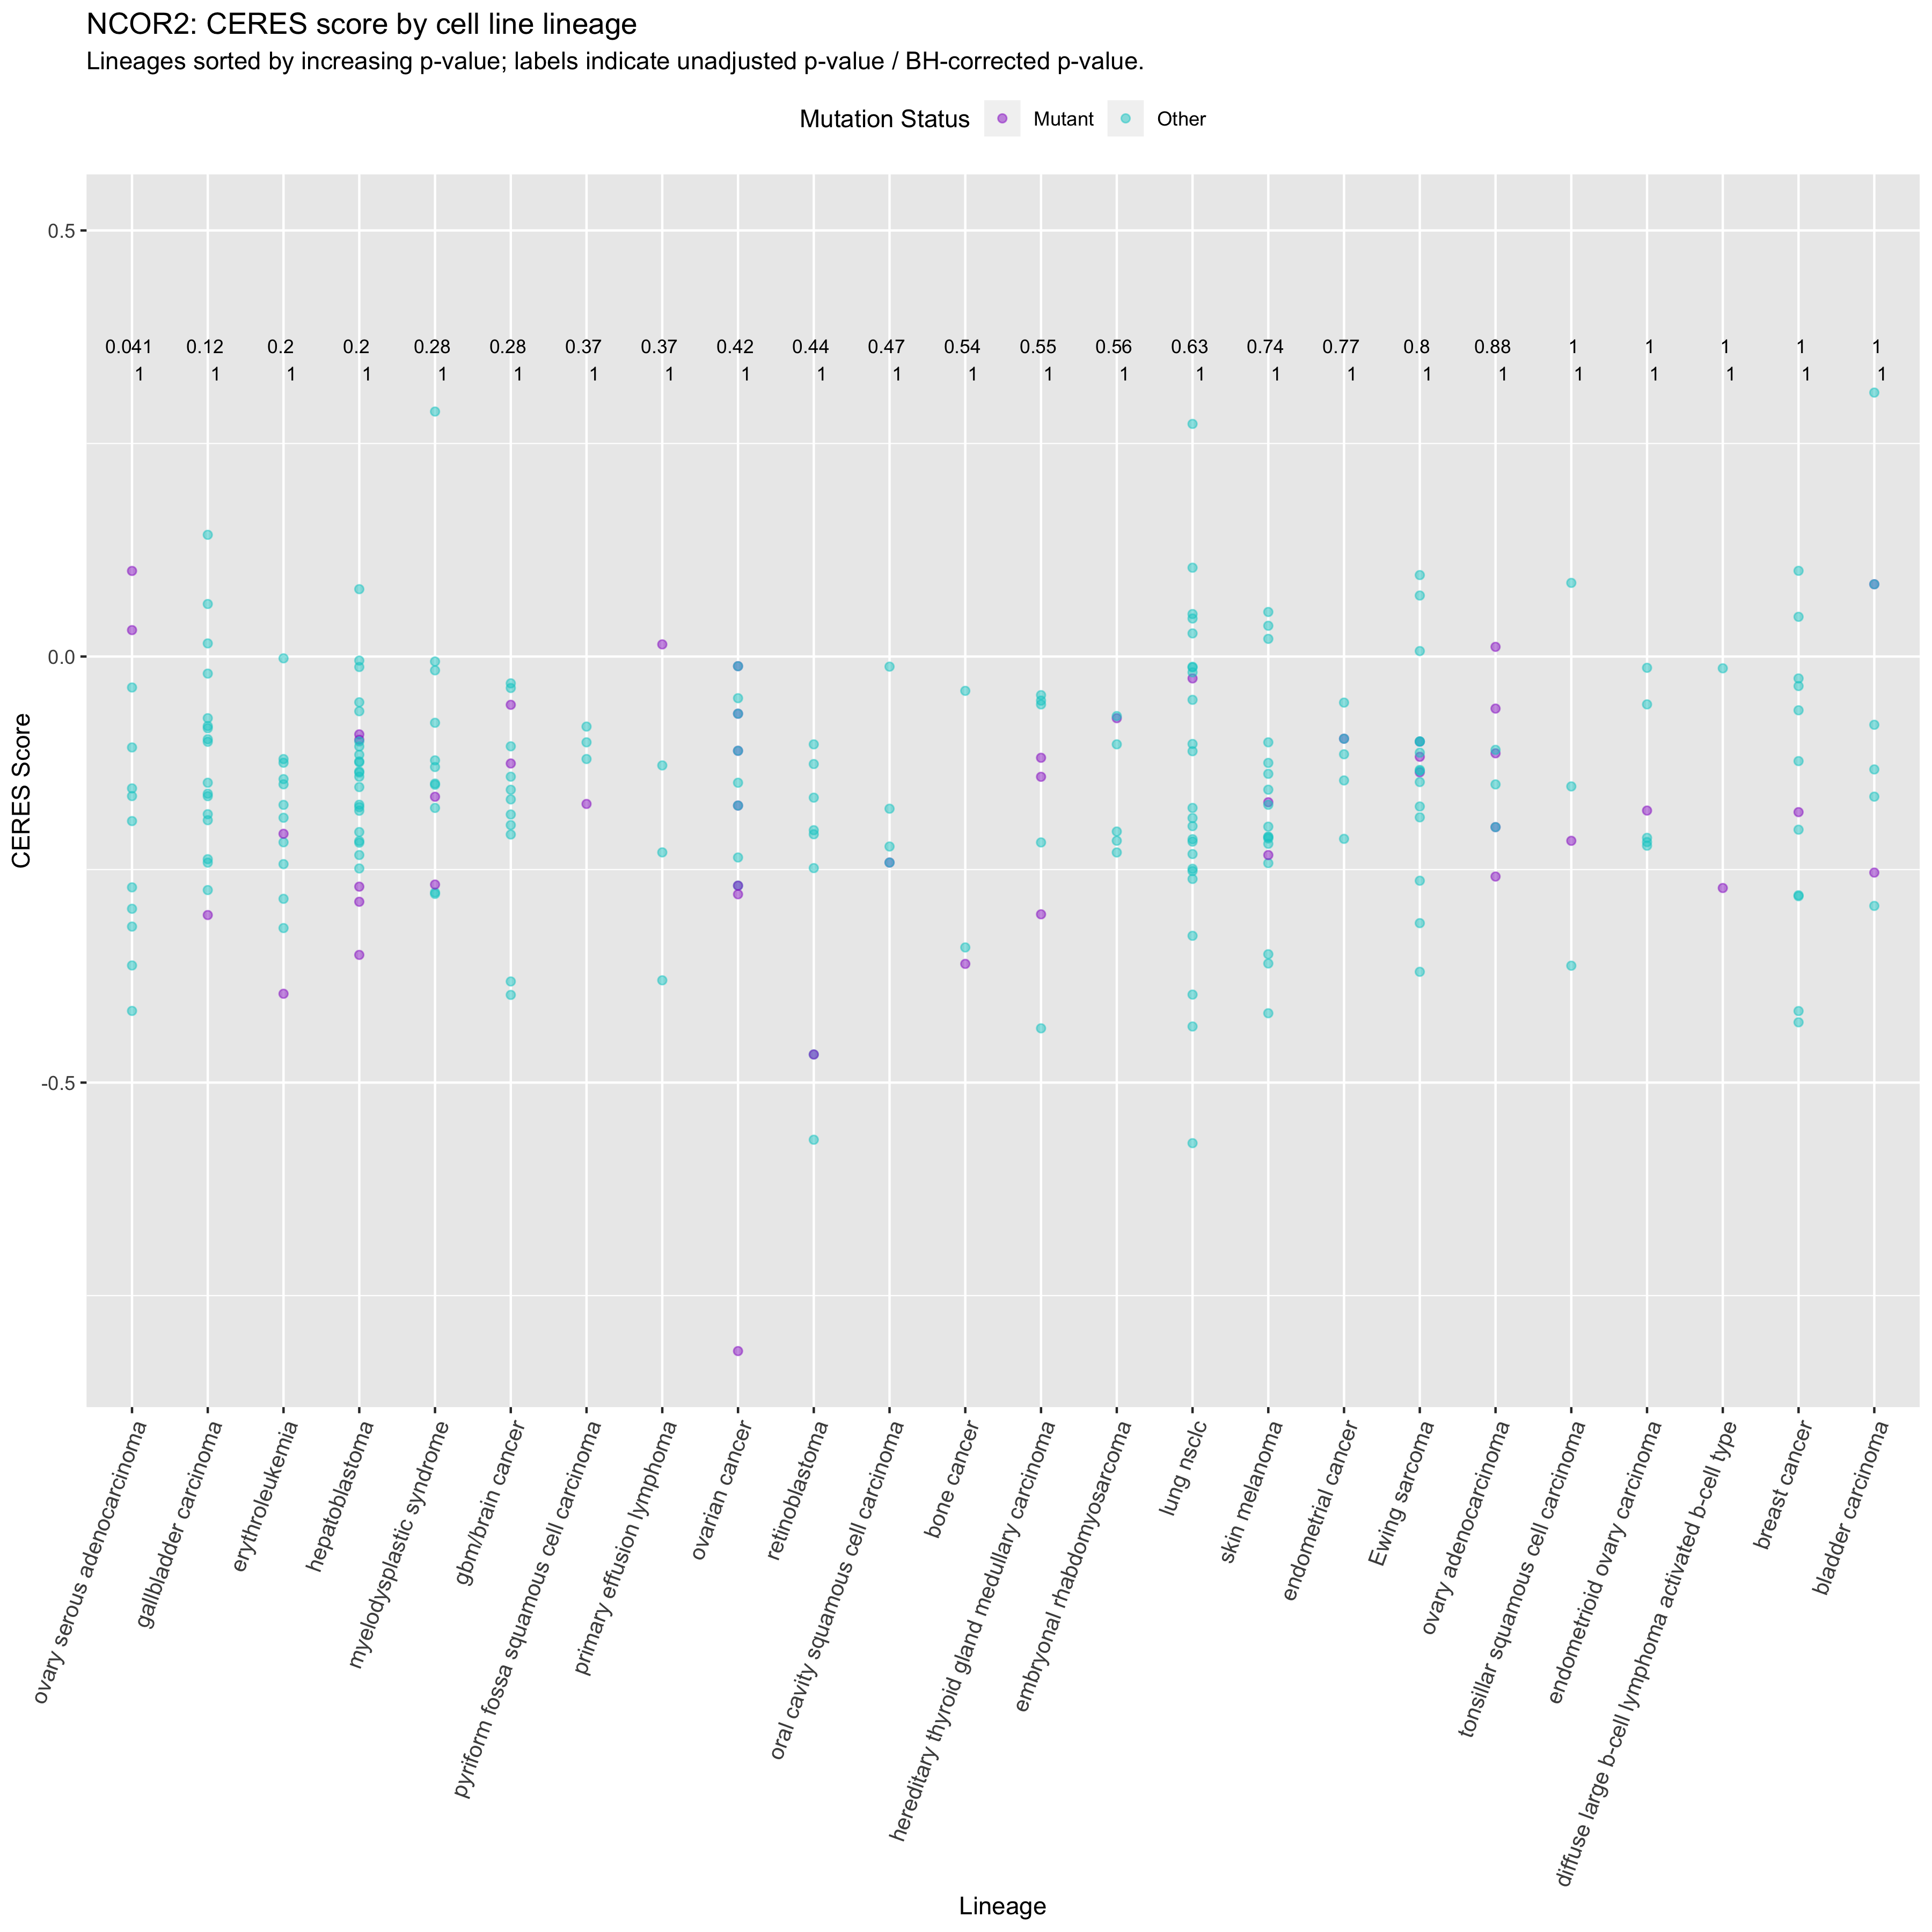 NCOR2: CERES score by cell line lineage
Lineages sorted by increasing p-value; labels indicate unadjusted p-value / BH-corrected p-value.
Mutation Status Mutant Other
0.5
0.041 0.12 0.2 0.2 0.28 0.28 0.37 0.37 0.42 0.44 0.47 0.54 0.55 0.56 0.63 0.74 0.77 0.8 0.88 1 1 1 1 1
1 1 1 1 1 1 1 1 1 1 1 1 1 1 1 1 1 1 1 1 1 1 1 1
0.0
CERES Score
-0.5
ovary serous adenocarcinoma
gallbladder carcinoma
erythroleukemia
hepatoblastoma
myelodysplastic syndrome
gbm/brain cancer
pyriform fossa squamous cell carcinoma
primary effusion lymphoma
ovarian cancer
retinoblastoma
oral cavity squamous cell carcinoma
bone cancer
hereditary thyroid gland medullary carcinoma
embryonal rhabdomyosarcoma
lung nsclc
skin melanoma
endometrial cancer
Ewing sarcoma
ovary adenocarcinoma
tonsillar squamous cell carcinoma
endometrioid ovary carcinoma
diffuse large b-cell lymphoma activated b-cell type
breast cancer
bladder carcinoma
Lineage